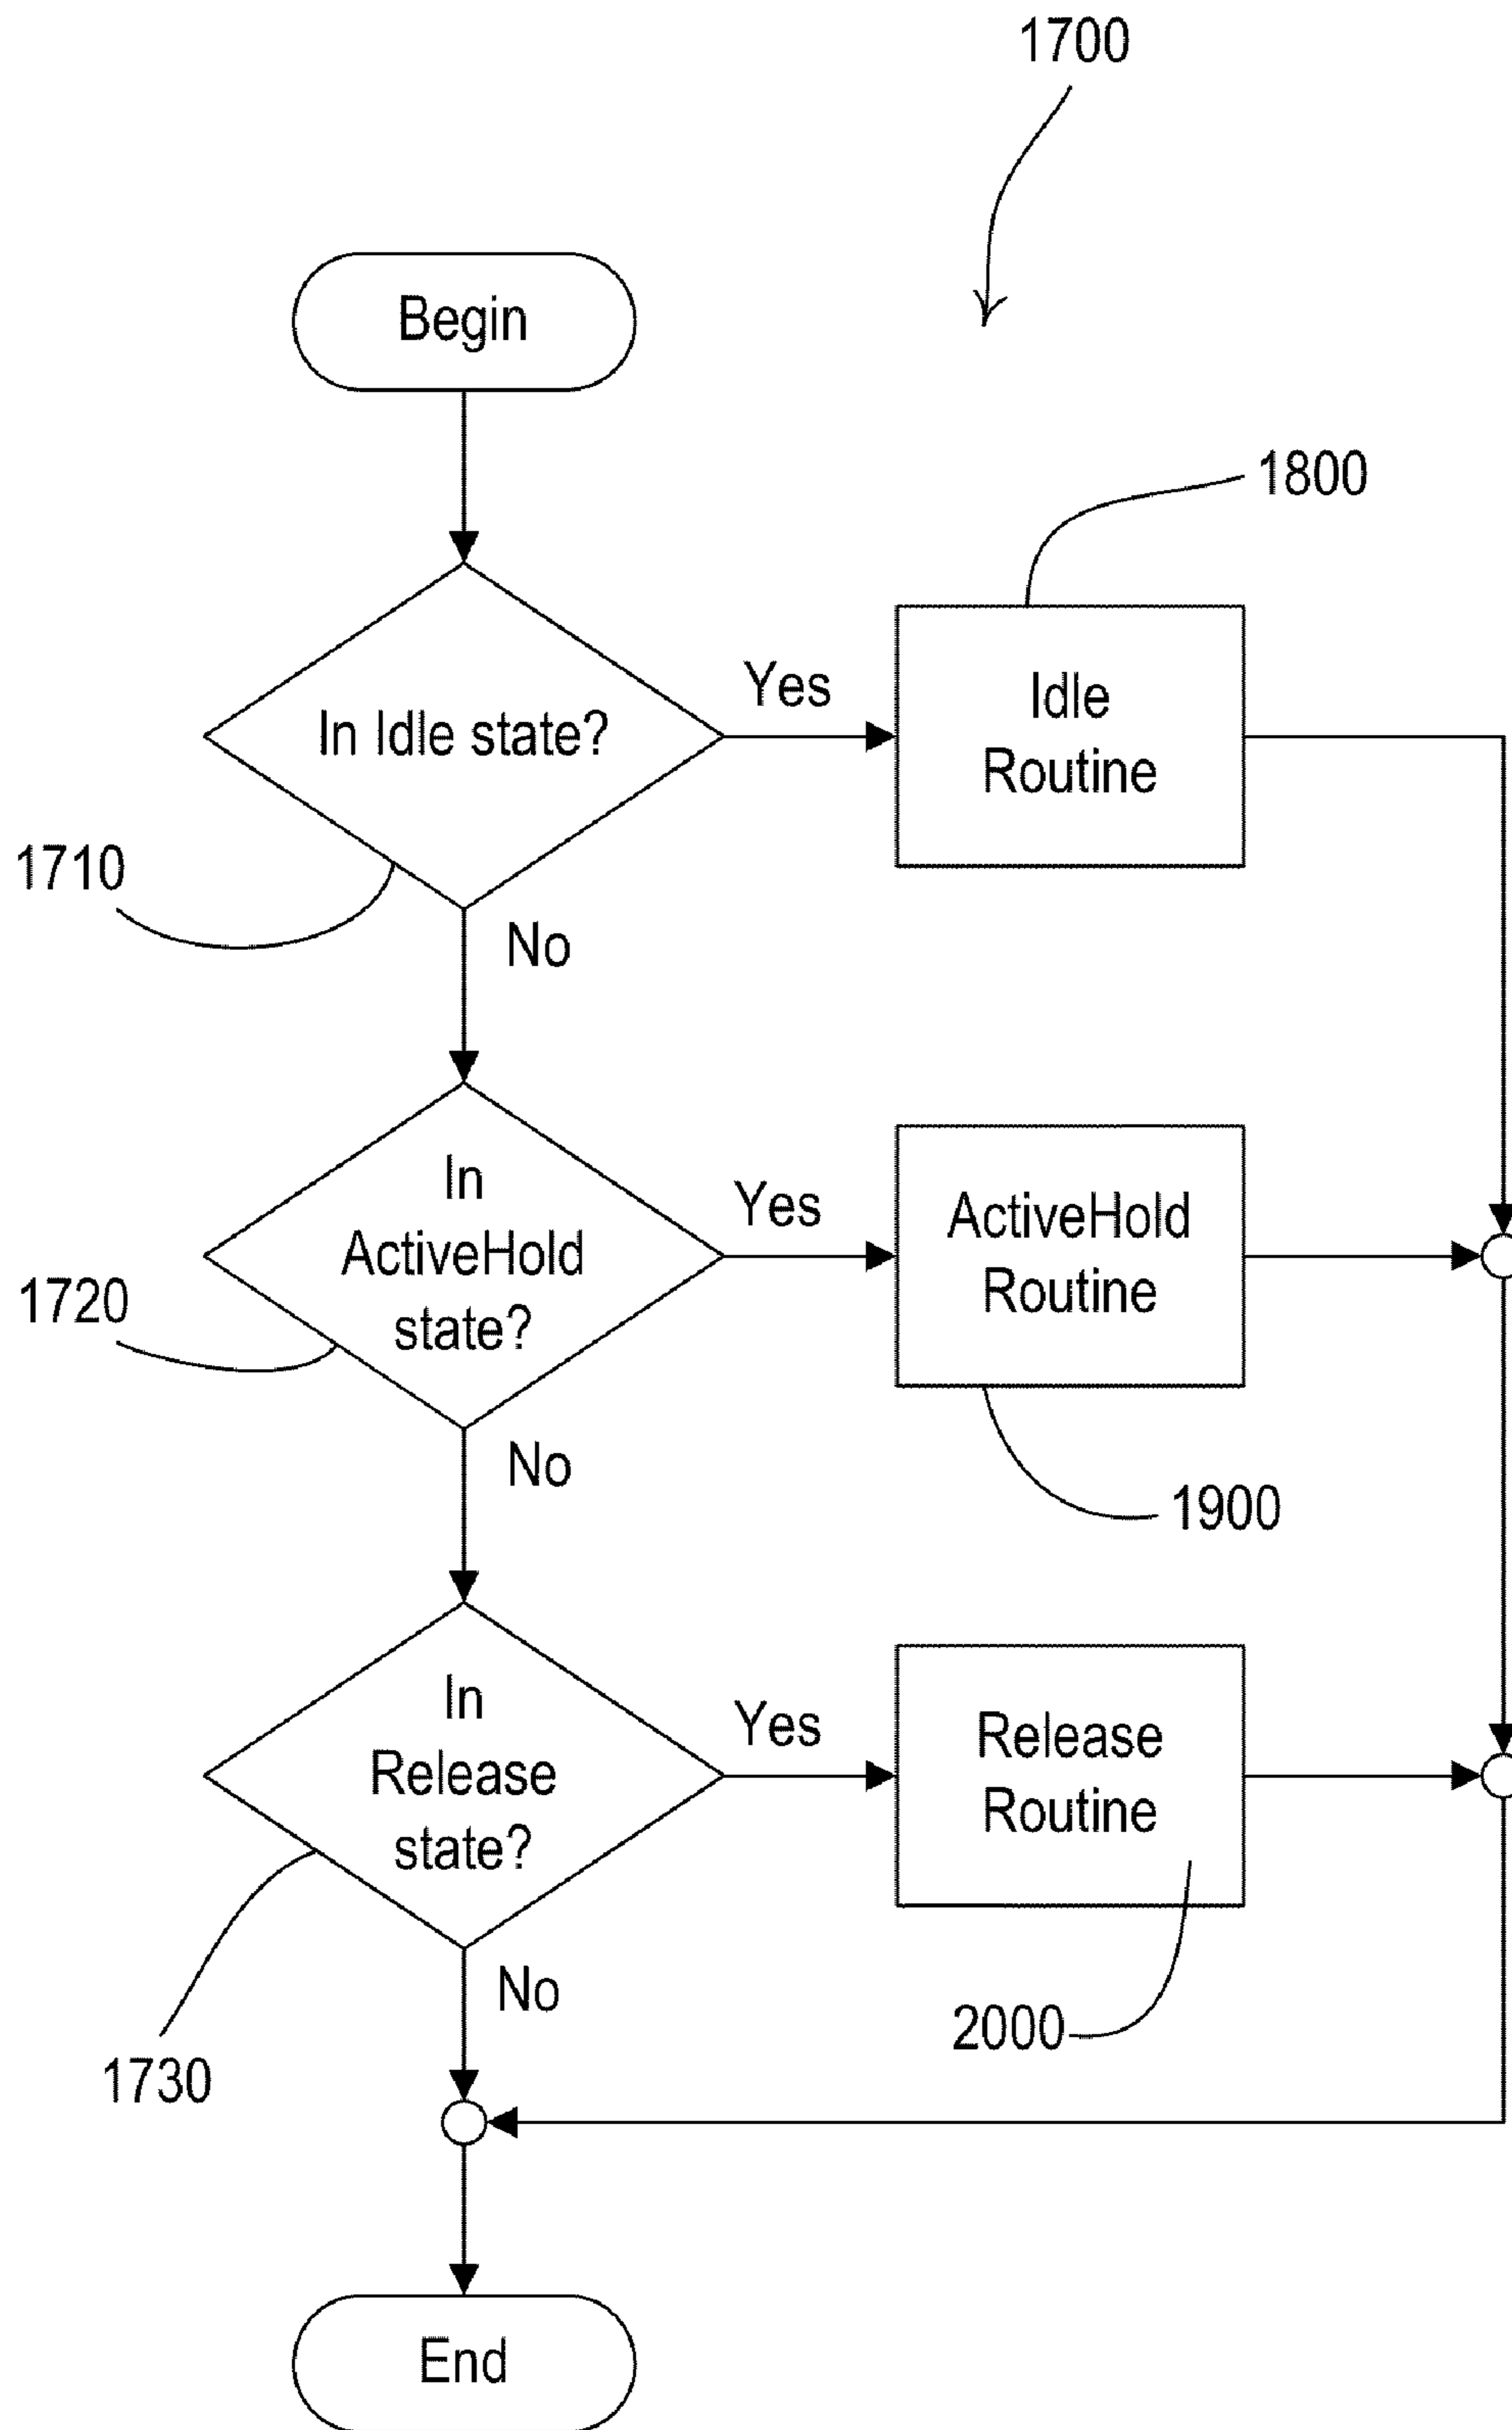 1700
Begin
1800
In Idle state?
Yes
Idle
Routine
1710
No
In
ActiveHold
state?
Yes
ActiveHold
Routine
1720
No
1900
In
Release
state?
Yes
Release
Routine
No
2000
1730
End